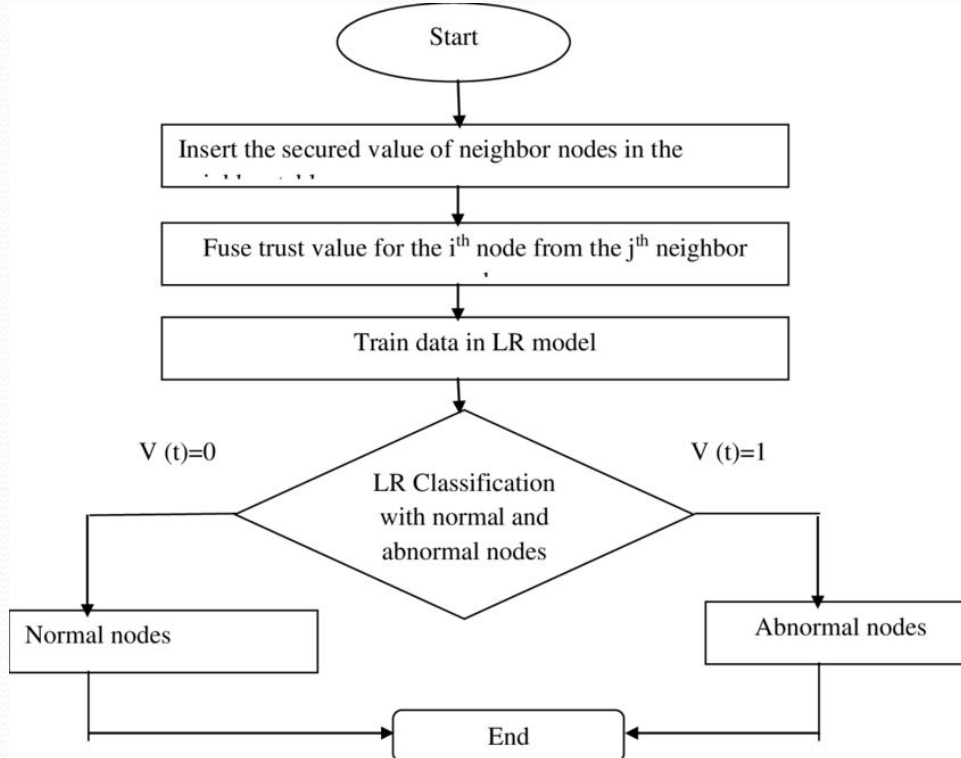 Start
Insert the secured value of neighbor nodes in the
Fuse trust value for the iᵗʰ node from the jᵗʰ neighbor
Train data in LR model
V (t)=0
V (t)=1
LR Classification
with normal and
abnormal nodes
Normal nodes
Abnormal nodes
End